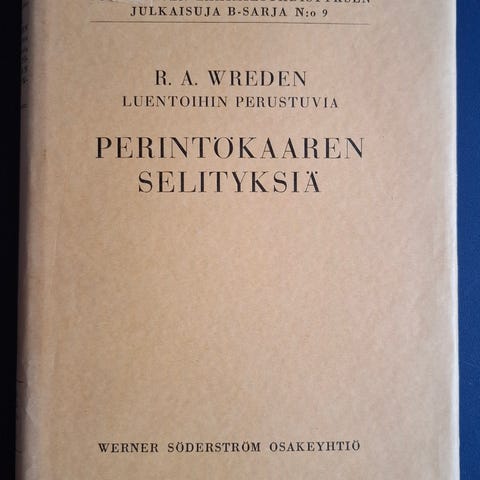 JULKAISUJA B-SARJA N:o 9
R. A. WREDEN
LUENTOIHIN PERUSTUVIA
PERINTÖKAAREN
SELITYKSIÄ
WERNER SÖDERSTRÖM OSAKEYHTIÖ